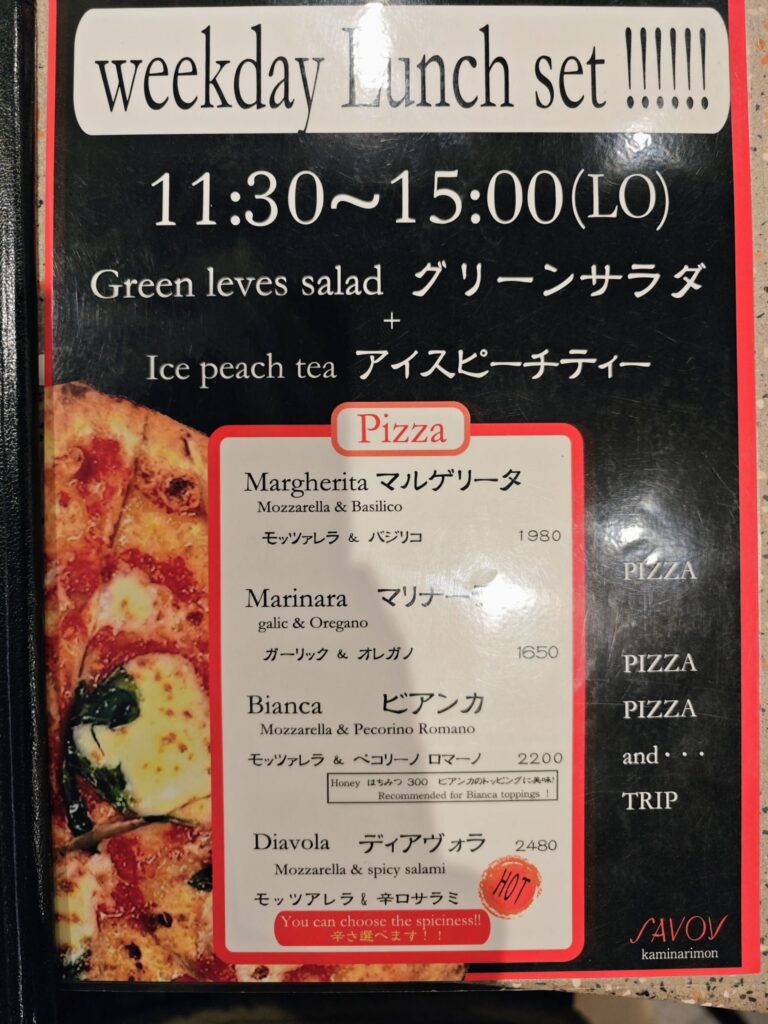 weekday Lunch set !!!!!!
11:30~15:00(LO)
Green leves salad グリーンサラダ
+
Ice peach tea アイスピーチティー
Pizza
Margherita マルゲリータ
Mozzarella & Basilico
モッツァレラ & バジリコ 1980
Marinara マリナーラ
galic & Oregano
ガーリック & オレガノ 1650
Bianca ビアンカ
Mozzarella & Pecorino Romano
モッツァレラ & ペコリーノ ロマーノ 2200
Honey はちみつ 300 ビアンカのトッピングに美味!
Recommended for Bianca toppings !
Diavola ディアヴォラ 2480
Mozzarella & spicy salami
モッツアレラ & 辛口サラミ
HOT
You can choose the spiciness!!
辛さ選べます！！
PIZZA
PIZZA
PIZZA
and・・・
TRIP
SAVOY
kaminarimon